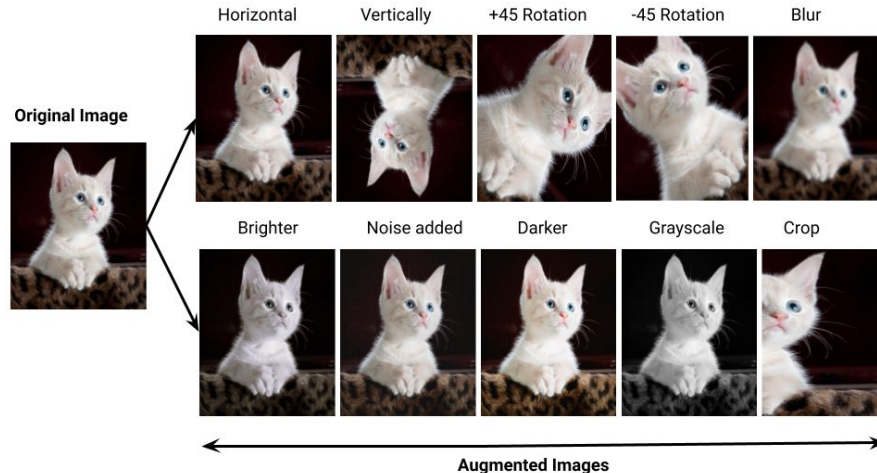 Horizontal Vertically +45 Rotation -45 Rotation Blur
Original Image
Brighter Noise added Darker Grayscale Crop
Augmented Images